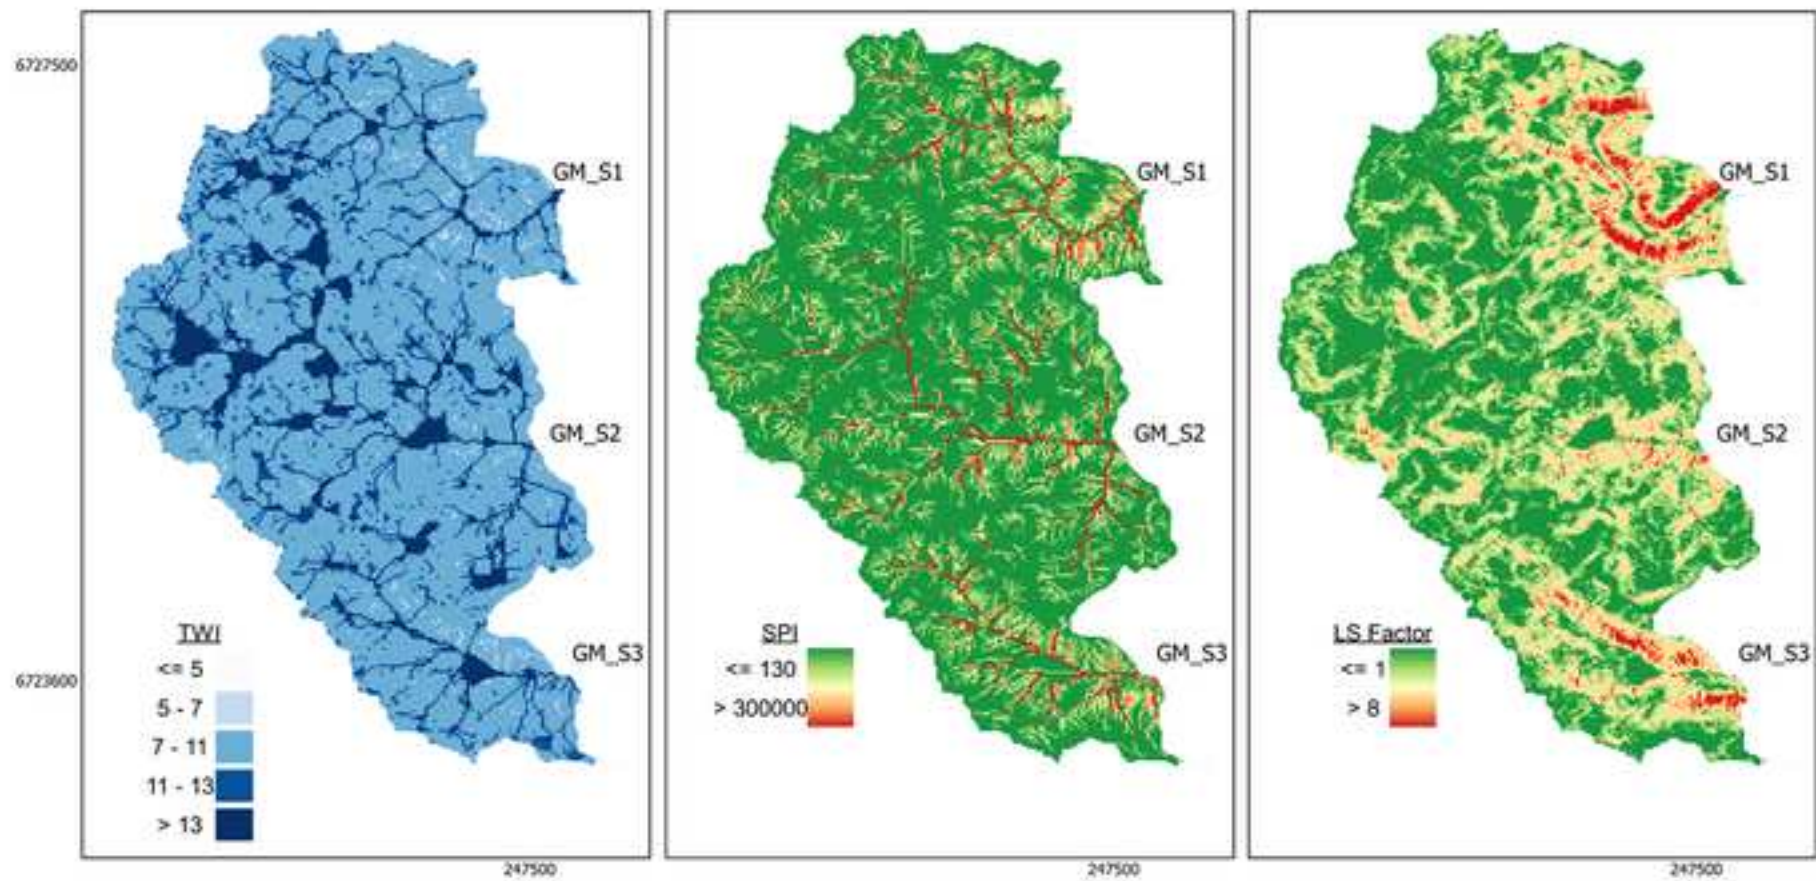 6727500
6723600
GM_S1
GM_S2
GM_S3
TWI
<= 5
5 - 7
7 - 11
11 - 13
> 13
247500
GM_S1
GM_S2
GM_S3
SPI
<= 130
> 300000
247500
GM_S1
GM_S2
GM_S3
LS Factor
<= 1
> 8
247500